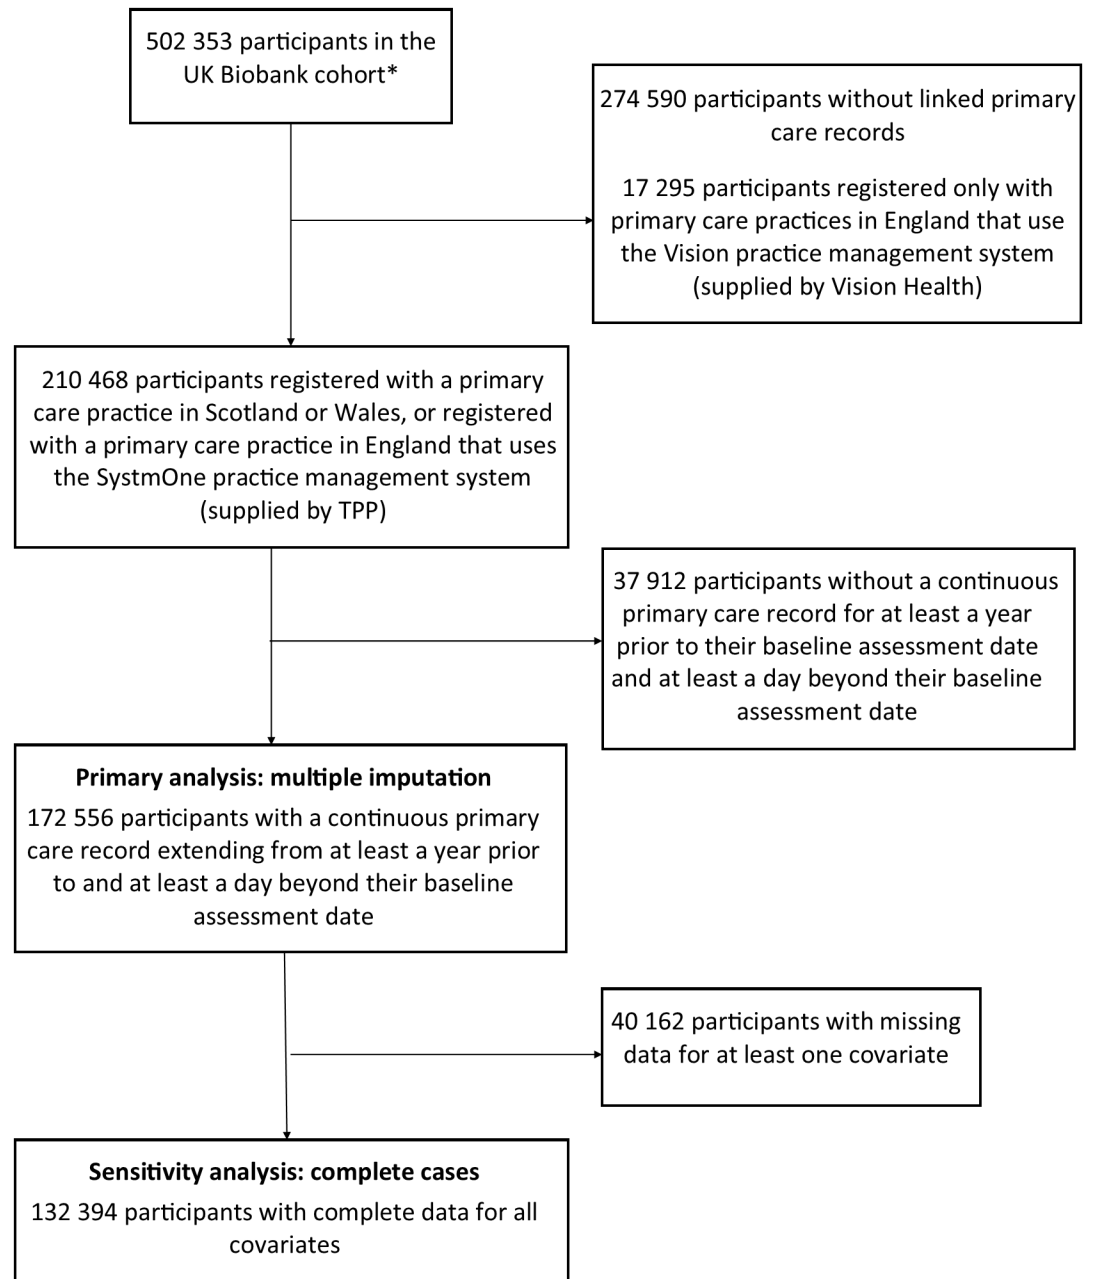 502 353 participants in the
UK Biobank cohort*
274 590 participants without linked primary
care records
17 295 participants registered only with
primary care practices in England that use
the Vision practice management system
(supplied by Vision Health)
210 468 participants registered with a primary
care practice in Scotland or Wales, or registered
with a primary care practice in England that uses
the SystmOne practice management system
(supplied by TPP)
37 912 participants without a continuous
primary care record for at least a year
prior to their baseline assessment date
and at least a day beyond their baseline
assessment date
Primary analysis: multiple imputation
172 556 participants with a continuous primary
care record extending from at least a year prior
to and at least a day beyond their baseline
assessment date
40 162 participants with missing
data for at least one covariate
Sensitivity analysis: complete cases
132 394 participants with complete data for all
covariates